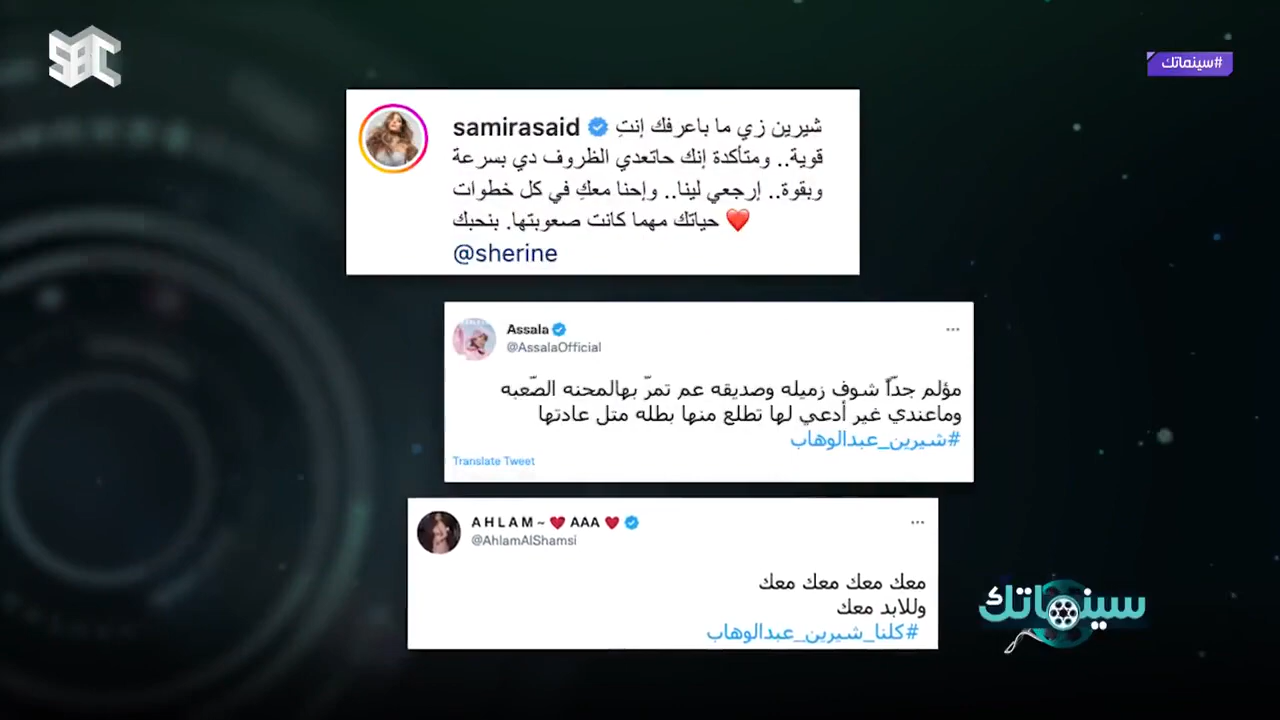 SBC
#سينماتك
samirasaid شيرين زي ما باعرفك إنتِ
قوية.. ومتأكدة إنك حاتعدي الظروف دي بسرعة
وبقوة.. إرجعي لينا.. وإحنا معكِ في كل خطوات
حياتك مهما كانت صعوبتها. بنحبك ❤️
@sherine
Assala
@AssalaOfficial
مؤلم جدّاً شوف زميله وصديقه عم تمرّ بهالمحنه الصّعبه
وماعندي غير أدعي لها تطلع منها بطله متل عادتها
#شيرين_عبدالوهاب
Translate Tweet
A H L A M ~ ❤️ AAA ❤️
@AhlamAlShamsi
معك معك معك معك
وللابد معك
#كلنا_شيرين_عبدالوهاب
سينماتك